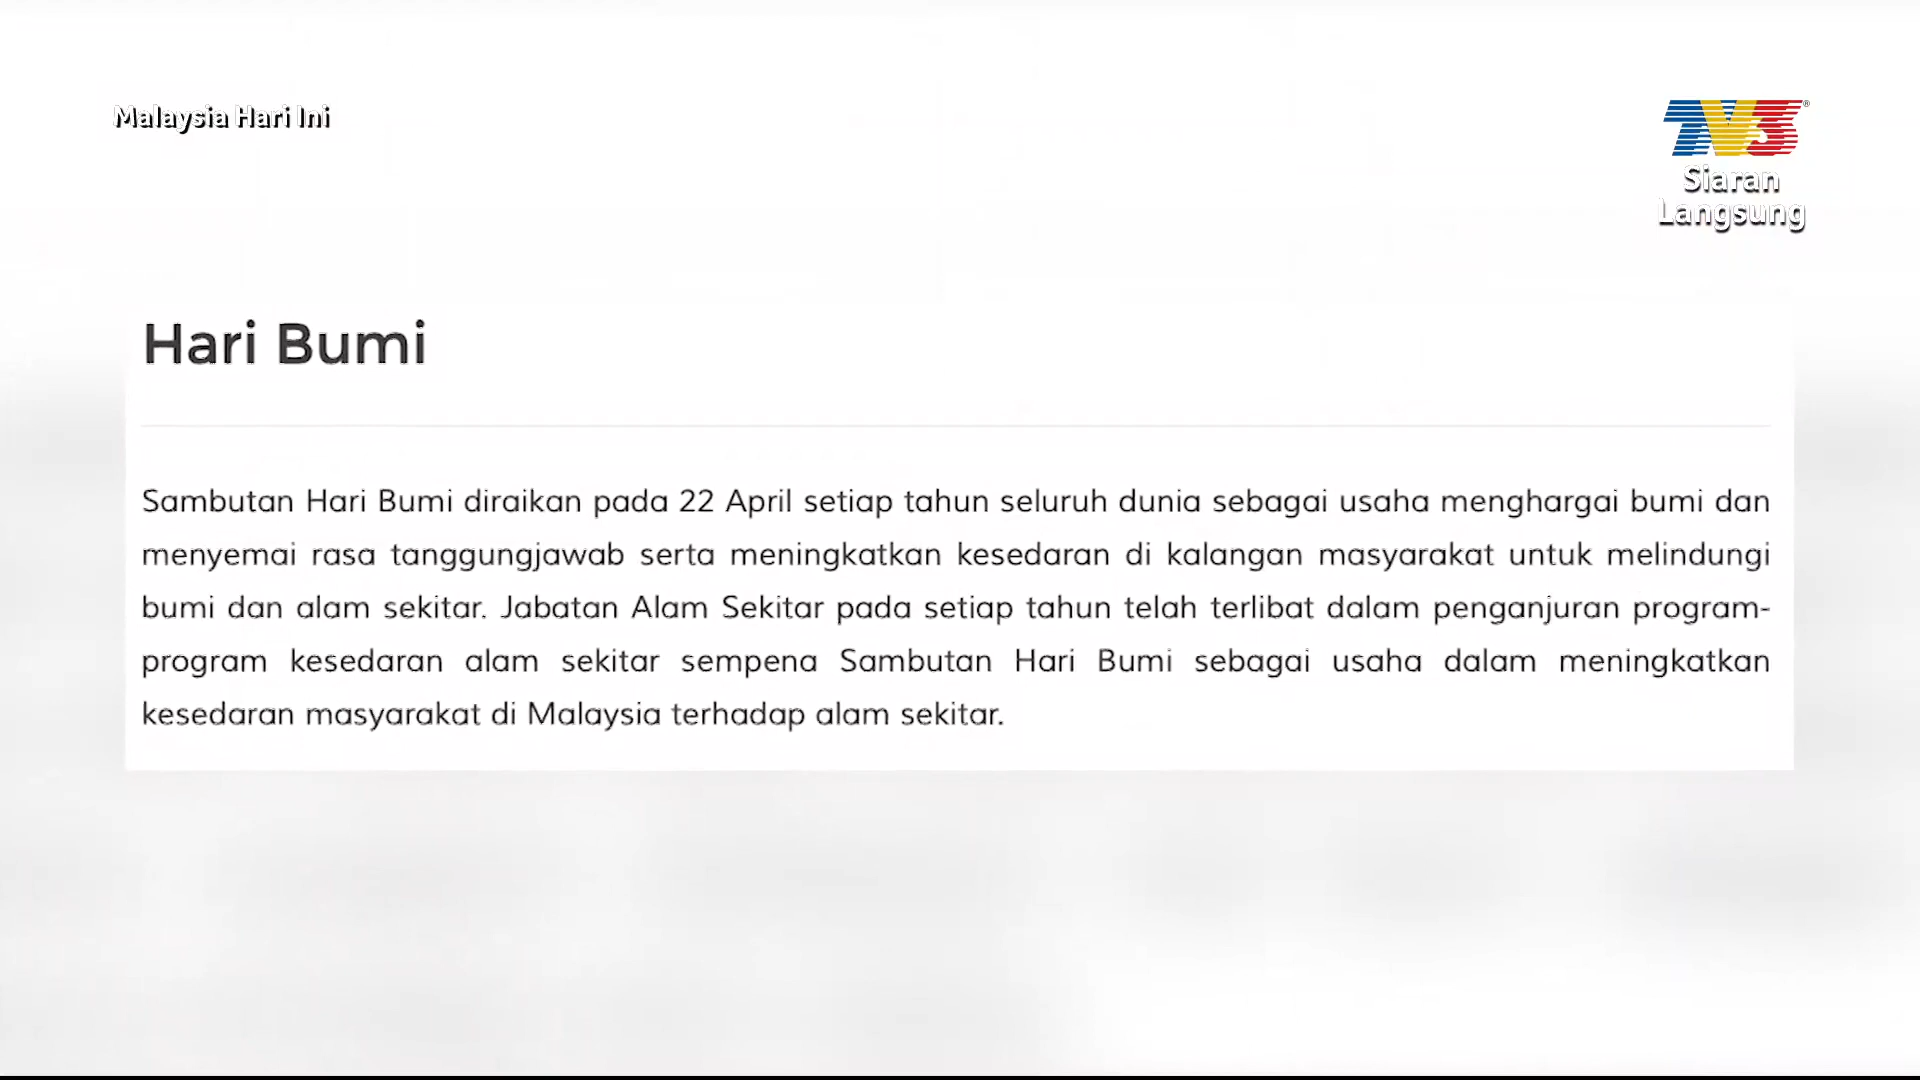 Malaysia Hari Ini
TV3
Siaran
Langsung
Hari Bumi
Sambutan Hari Bumi diraikan pada 22 April setiap tahun seluruh dunia sebagai usaha menghargai bumi dan
menyemai rasa tanggungjawab serta meningkatkan kesedaran di kalangan masyarakat untuk melindungi
bumi dan alam sekitar. Jabatan Alam Sekitar pada setiap tahun telah terlibat dalam penganjuran program-
program kesedaran alam sekitar sempena Sambutan Hari Bumi sebagai usaha dalam meningkatkan
kesedaran masyarakat di Malaysia terhadap alam sekitar.